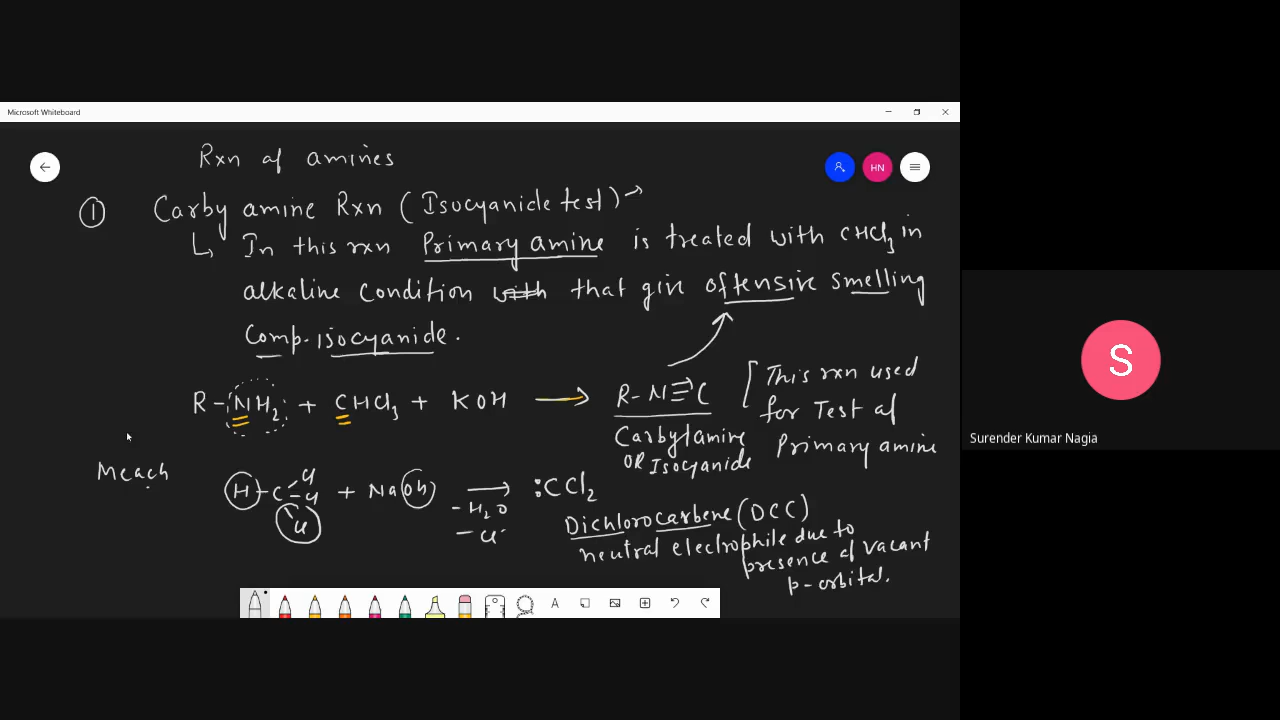 Microsoft Whiteboard
HN
Rxn of amines
① Carby amine Rxn (Isocyanide test) →
↳ In this rxn Primary amine is treated with CHCl3 in
alkaline Condition with that give offensive smelling
Comp. isocyanide.
R-NH2 + CHCl3 + KOH → R-N≡C
Carbylamine
OR Isocyanide
[This rxn used
for Test of
Primary amine
Meach
H-C Cl Cl Cl + NaOH → :CCl2
-H2O
-Cl-
Dichlorocarbene (DCC)
neutral electrophile due to
presence of vacant
p-orbital.
A
S
Surender Kumar Nagia